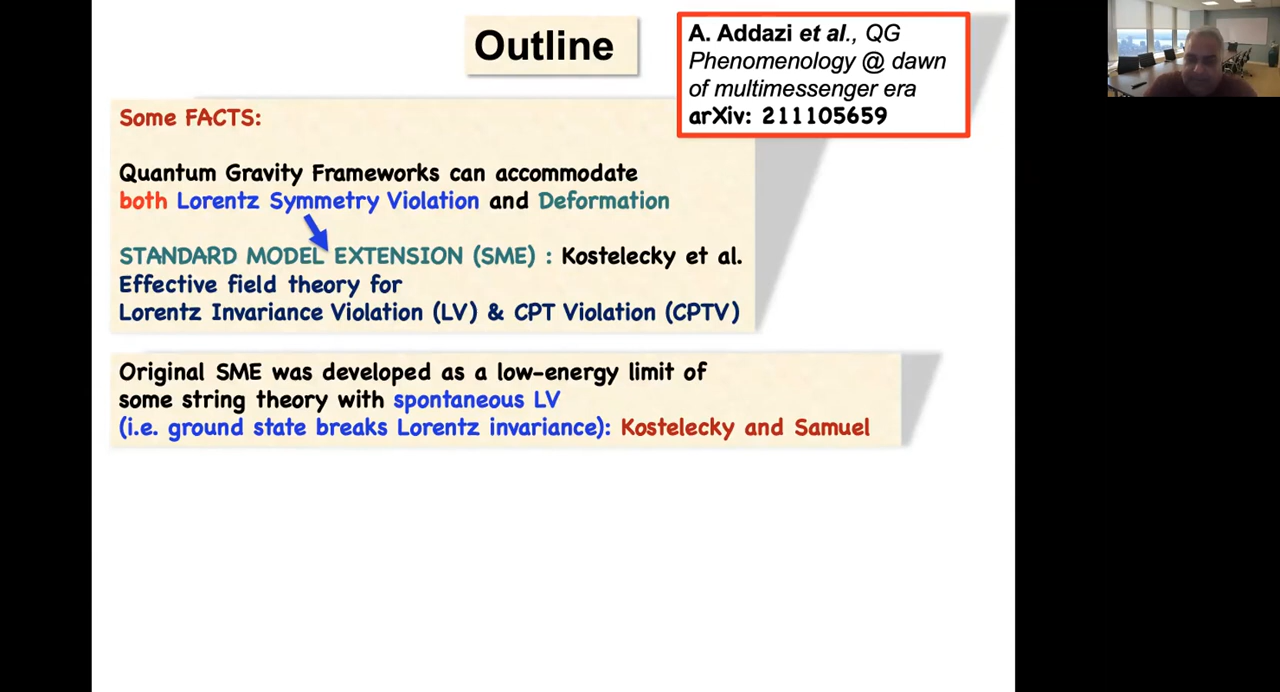 Outline
A. Addazi et al., QG
Phenomenology @ dawn
of multimessenger era
arXiv: 211105659
Some FACTS:
Quantum Gravity Frameworks can accommodate
both Lorentz Symmetry Violation and Deformation
STANDARD MODEL EXTENSION (SME) : Kostelecky et al.
Effective field theory for
Lorentz Invariance Violation (LV) & CPT Violation (CPTV)
Original SME was developed as a low-energy limit of
some string theory with spontaneous LV
(i.e. ground state breaks Lorentz invariance): Kostelecky and Samuel